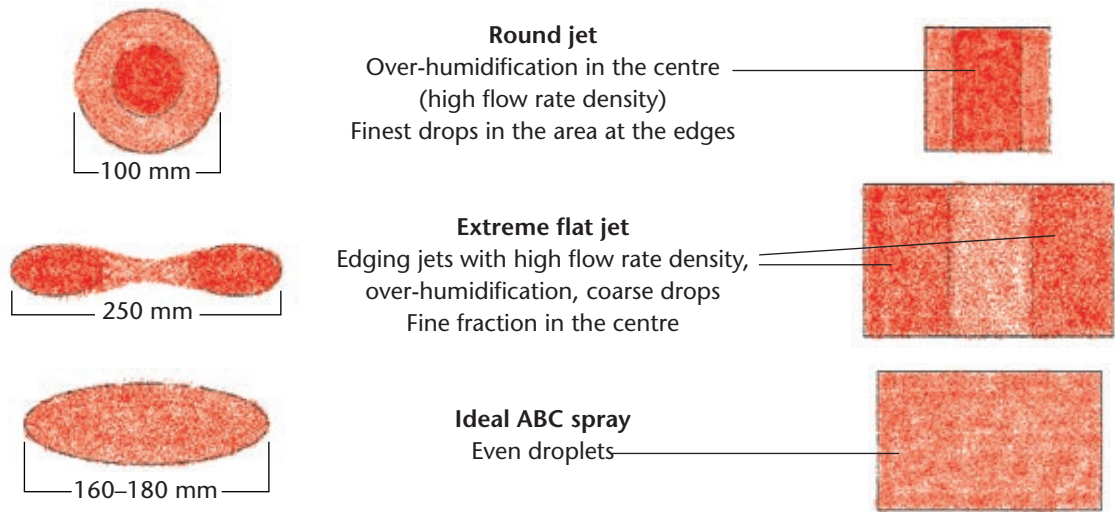 Round jet
Over-humidification in the centre
(high flow rate density)
Finest drops in the area at the edges
100 mm
Extreme flat jet
Edging jets with high flow rate density,
over-humidification, coarse drops
Fine fraction in the centre
250 mm
Ideal ABC spray
Even droplets
160–180 mm